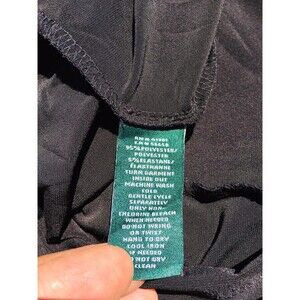 95%POLYESTER/
POLYESTER
5%ELASTANE/
ELASTHANNE
TURN GARMENT
INSIDE OUT
MACHINE WASH
COLD
GENTLE CYCLE
SEPARATELY
ONLY NON-
CHLORINE BLEACH
WHEN NEEDED
DO NOT WRING
OR TWIST
HANG TO DRY
COOL IRON
IF NEEDED
DO NOT DRY
CLEAN